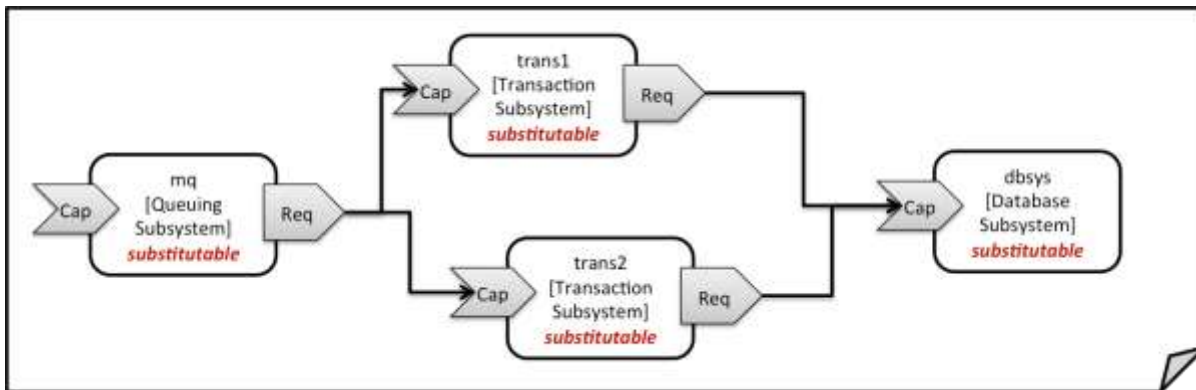 trans1
[Transaction
Subsystem]
substitutable
Cap
Req
mq
[Queuing
Subsystem]
substitutable
Cap
Req
dbsys
[Database
Subsystem]
substitutable
Cap
trans2
[Transaction
Subsystem]
substitutable
Cap
Req